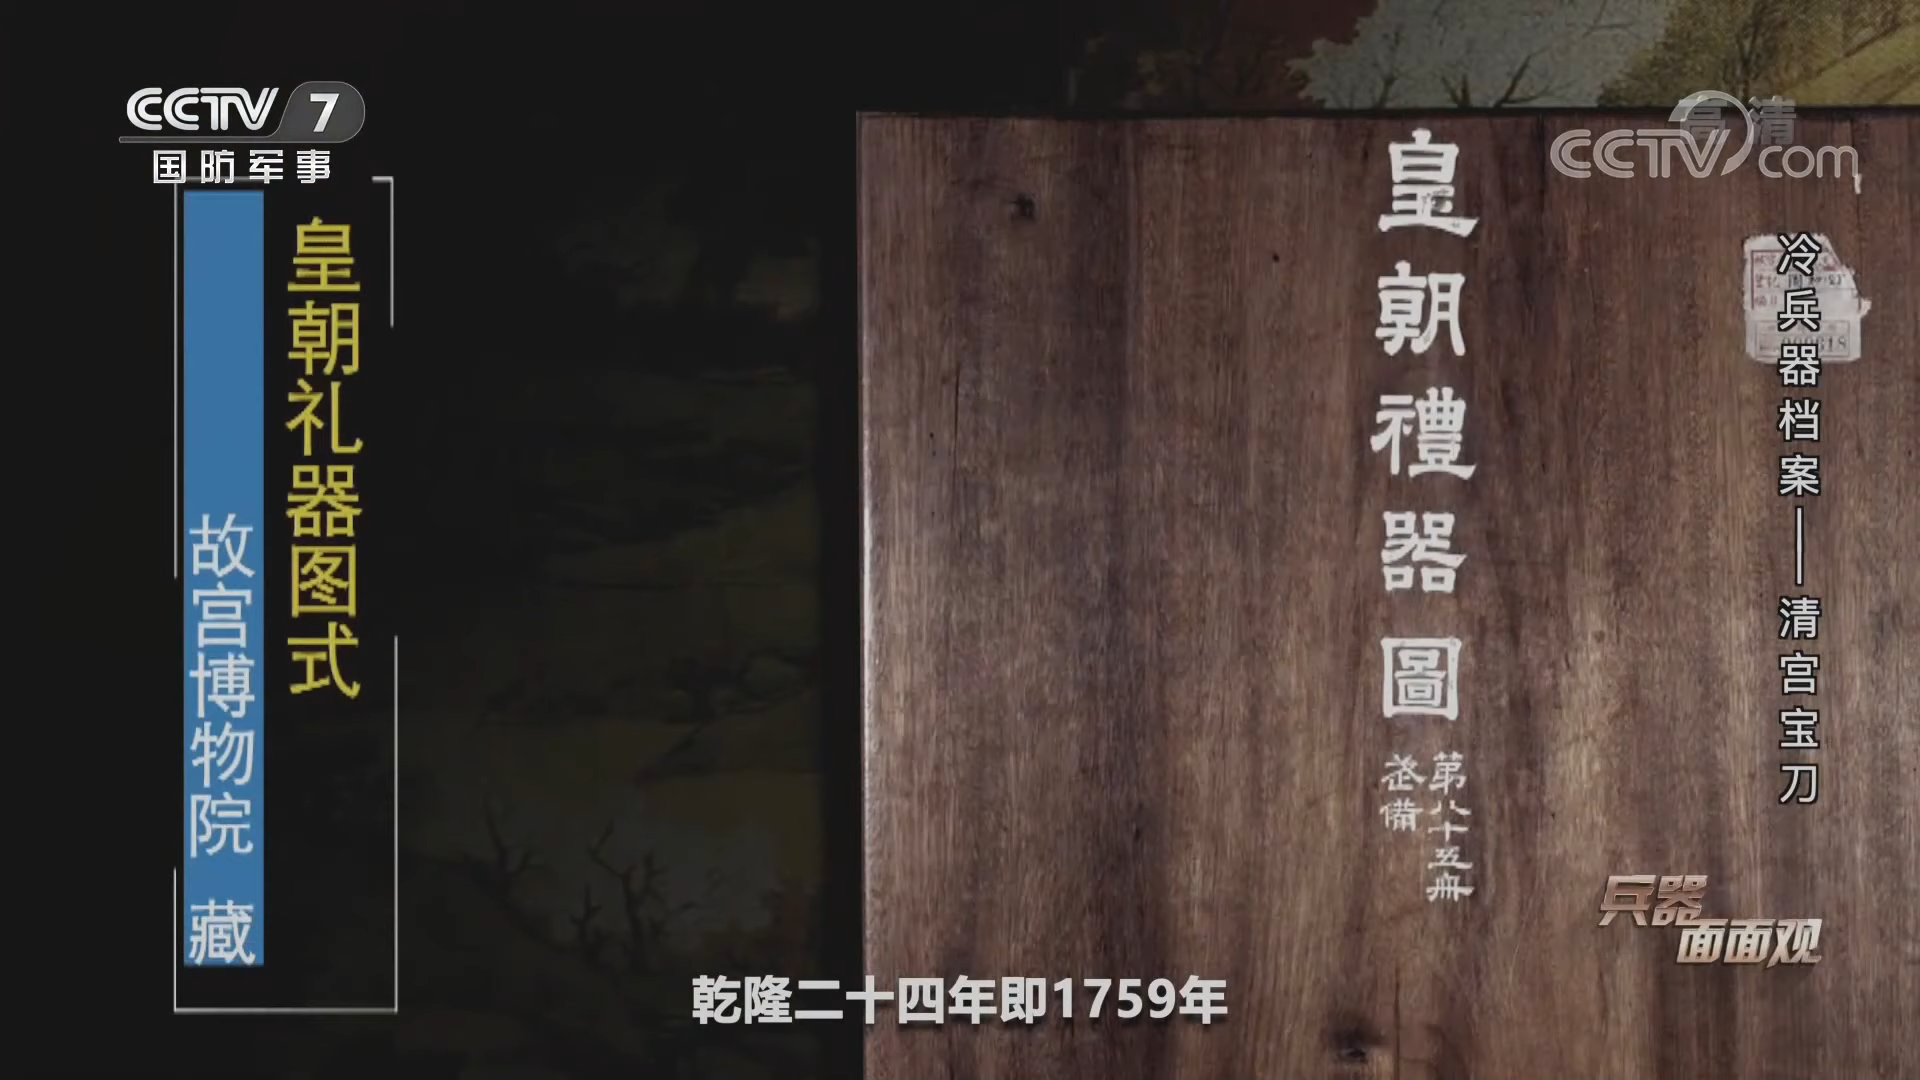 CCTV 7
国防军事
皇朝礼器图式
故宫博物院 藏
皇朝禮器圖
第八十五册
武備
高清
CCTV.com
冷兵器档案——清宫宝刀
兵器
面面观
乾隆二十四年即1759年